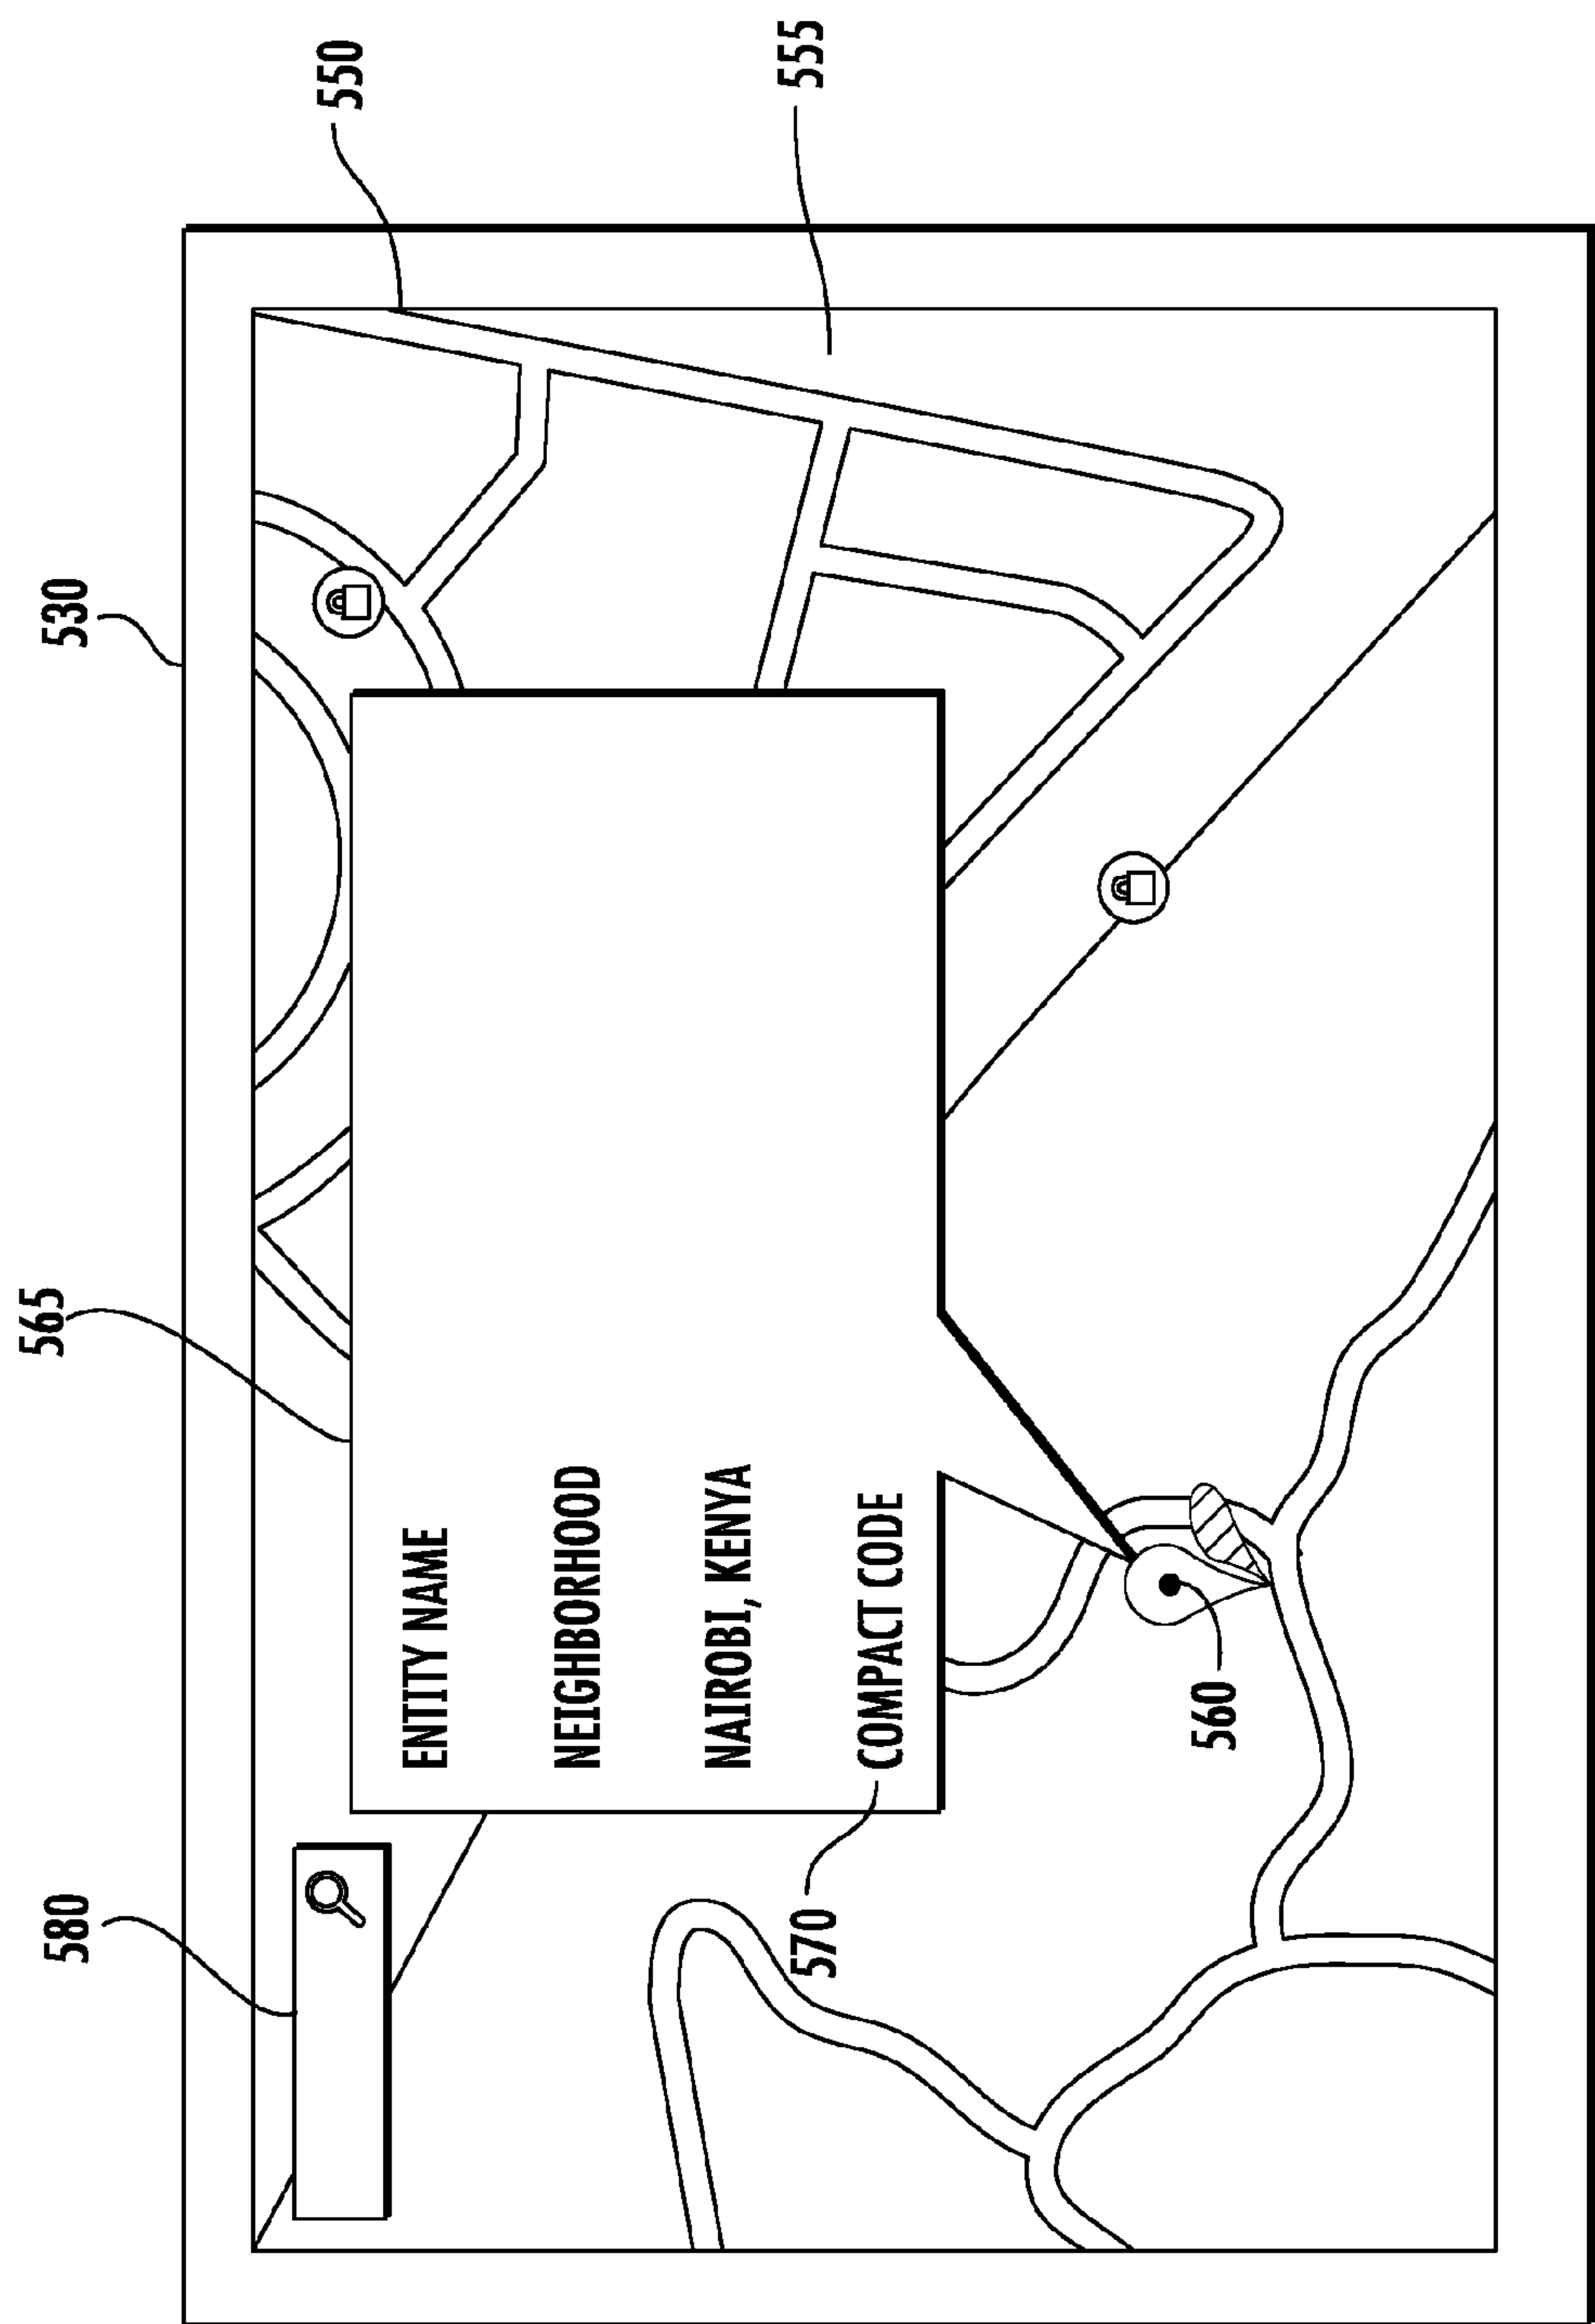 530
550
555
580
565
ENTITY NAME
NEIGHBORHOOD
NAIROBI, KENYA
COMPACT CODE
570
560